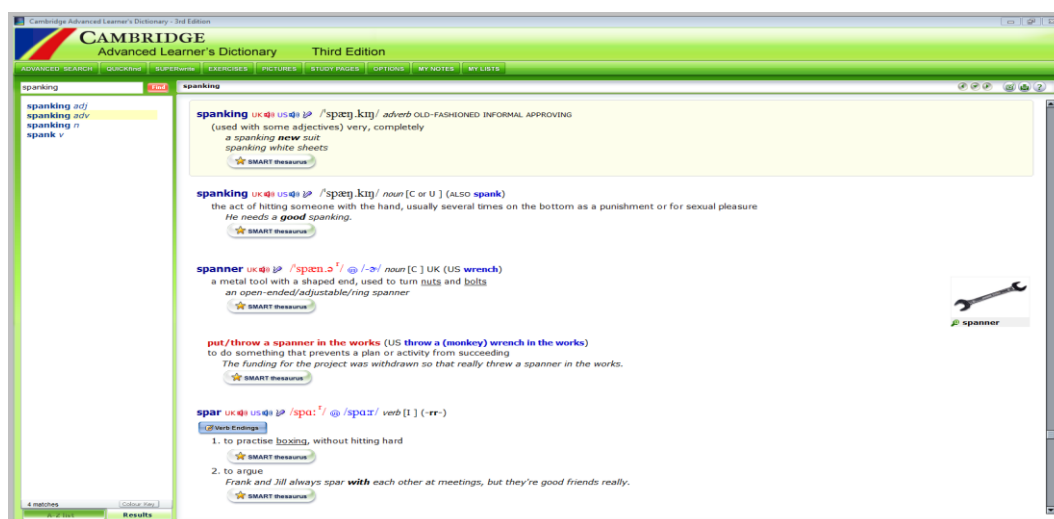 Cambridge Advanced Learner's Dictionary - 3rd Edition
CAMBRIDGE
Advanced Learner's Dictionary Third Edition
ADVANCED SEARCH QUICKfind SUPERwrite EXERCISES PICTURES STUDY PAGES OPTIONS MY NOTES MY LISTS
spanking Find spanking
spanking adj
spanking adv
spanking n
spank v
spanking UK US /ˈspæŋ.kɪŋ/ adverb OLD-FASHIONED INFORMAL APPROVING
(used with some adjectives) very, completely
a spanking new suit
spanking white sheets
SMART thesaurus
spanking UK US /ˈspæŋ.kɪŋ/ noun [C or U ] (ALSO spank)
the act of hitting someone with the hand, usually several times on the bottom as a punishment or for sexual pleasure
He needs a good spanking.
SMART thesaurus
spanner UK /ˈspæn.ə ʳ/ /-ɚ/ noun [C ] UK (US wrench)
a metal tool with a shaped end, used to turn nuts and bolts
an open-ended/adjustable/ring spanner
SMART thesaurus
spanner
put/throw a spanner in the works (US throw a (monkey) wrench in the works)
to do something that prevents a plan or activity from succeeding
The funding for the project was withdrawn so that really threw a spanner in the works.
SMART thesaurus
spar UK US /spɑː ʳ/ /spɑːr/ verb [I ] (-rr-)
Verb Endings
1. to practise boxing, without hitting hard
SMART thesaurus
2. to argue
Frank and Jill always spar with each other at meetings, but they're good friends really.
SMART thesaurus
4 matches Colour Key
A-Z list Results